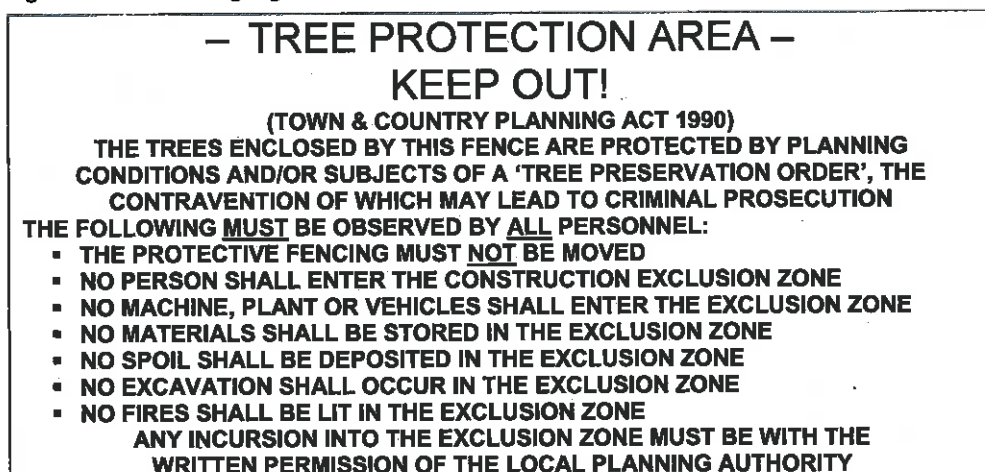 – TREE PROTECTION AREA –
KEEP OUT!
(TOWN & COUNTRY PLANNING ACT 1990)
THE TREES ENCLOSED BY THIS FENCE ARE PROTECTED BY PLANNING
CONDITIONS AND/OR SUBJECTS OF A 'TREE PRESERVATION ORDER', THE
CONTRAVENTION OF WHICH MAY LEAD TO CRIMINAL PROSECUTION
THE FOLLOWING MUST BE OBSERVED BY ALL PERSONNEL:
▪ THE PROTECTIVE FENCING MUST NOT BE MOVED
▪ NO PERSON SHALL ENTER THE CONSTRUCTION EXCLUSION ZONE
▪ NO MACHINE, PLANT OR VEHICLES SHALL ENTER THE EXCLUSION ZONE
▪ NO MATERIALS SHALL BE STORED IN THE EXCLUSION ZONE
▪ NO SPOIL SHALL BE DEPOSITED IN THE EXCLUSION ZONE
▪ NO EXCAVATION SHALL OCCUR IN THE EXCLUSION ZONE
▪ NO FIRES SHALL BE LIT IN THE EXCLUSION ZONE
ANY INCURSION INTO THE EXCLUSION ZONE MUST BE WITH THE
WRITTEN PERMISSION OF THE LOCAL PLANNING AUTHORITY